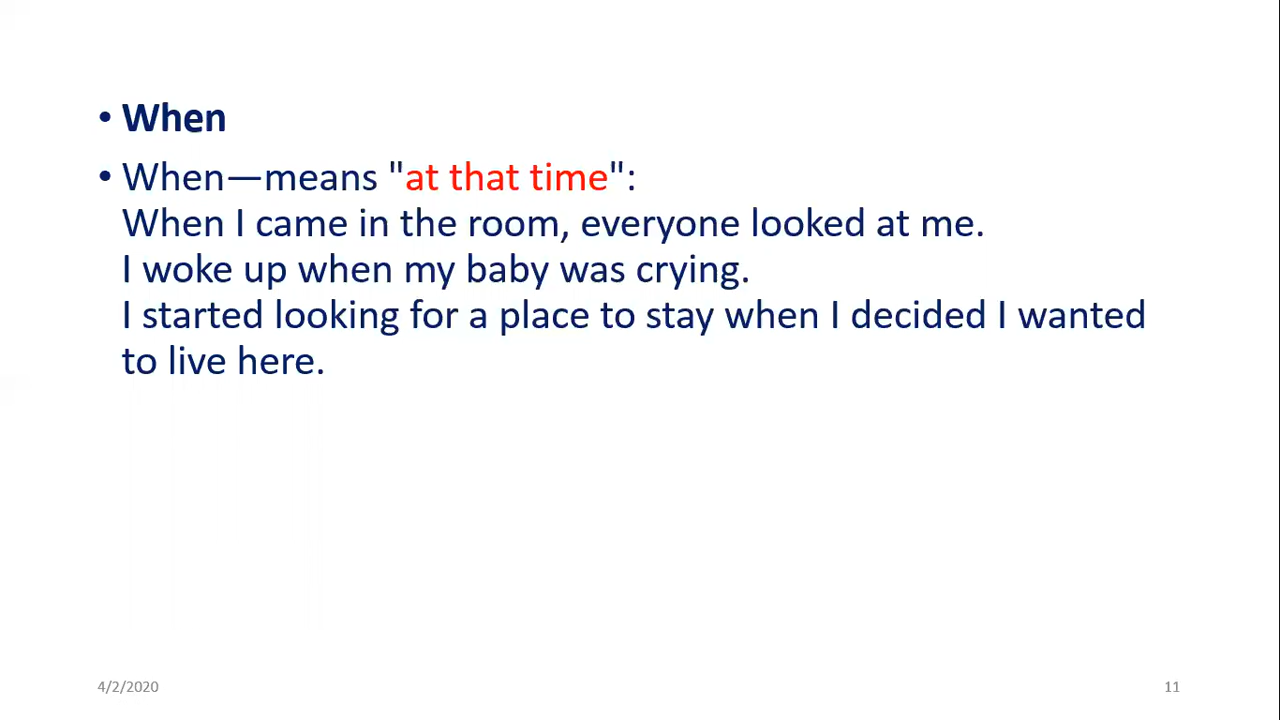 • When
• When—means "at that time":
When I came in the room, everyone looked at me.
I woke up when my baby was crying.
I started looking for a place to stay when I decided I wanted
to live here.
4/2/2020
11